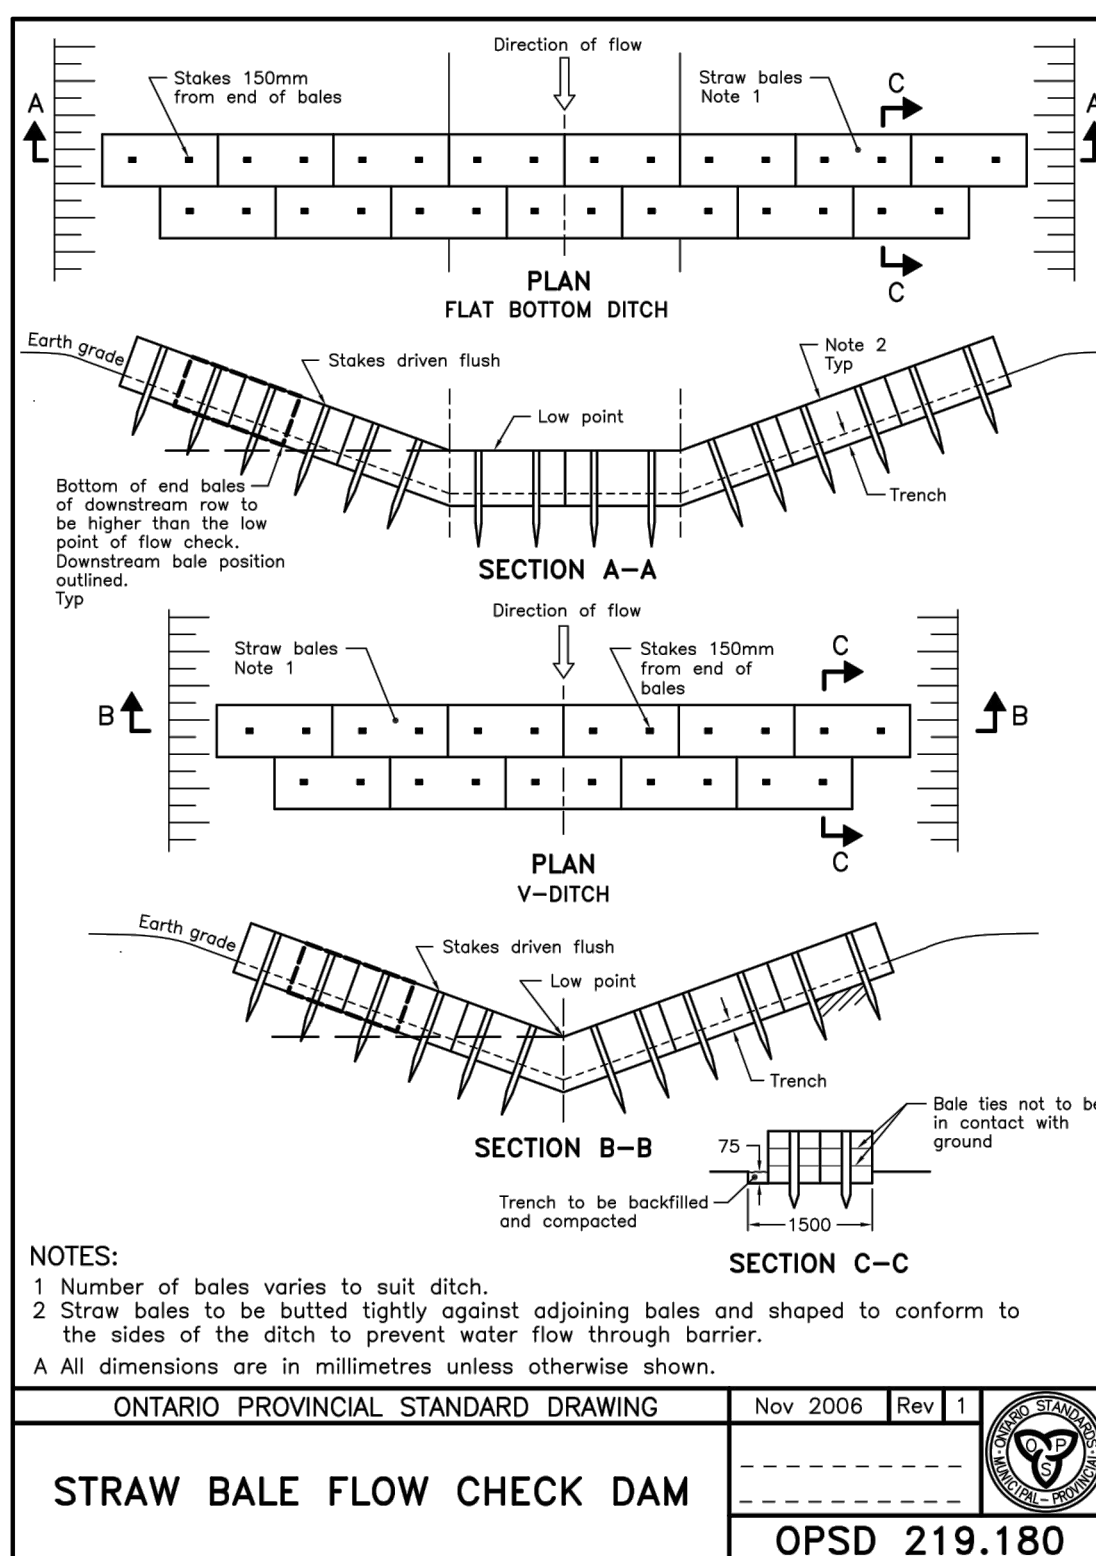 Direction of flow
Stakes 150mm
from end of bales
Straw bales
Note 1
C
A
A
C
PLAN
FLAT BOTTOM DITCH
Earth grade
Stakes driven flush
Note 2
Typ
Low point
Bottom of end bales
of downstream row to
be higher than the low
point of flow check.
Downstream bale position
outlined.
Typ
Trench
SECTION A-A
Direction of flow
Straw bales
Note 1
Stakes 150mm
from end of
bales
C
B
B
C
PLAN
V-DITCH
Earth grade
Stakes driven flush
Low point
Trench
SECTION B-B
Bale ties not to be
in contact with
ground
75
Trench to be backfilled
and compacted
1500
SECTION C-C
NOTES:
1 Number of bales varies to suit ditch.
2 Straw bales to be butted tightly against adjoining bales and shaped to conform to
the sides of the ditch to prevent water flow through barrier.
A All dimensions are in millimetres unless otherwise shown.
ONTARIO PROVINCIAL STANDARD DRAWING
Nov 2006 Rev 1
STRAW BALE FLOW CHECK DAM
ONTARIO STANDARDS
MUNICIPAL-PROVINCIAL
O P S
OPSD 219.180